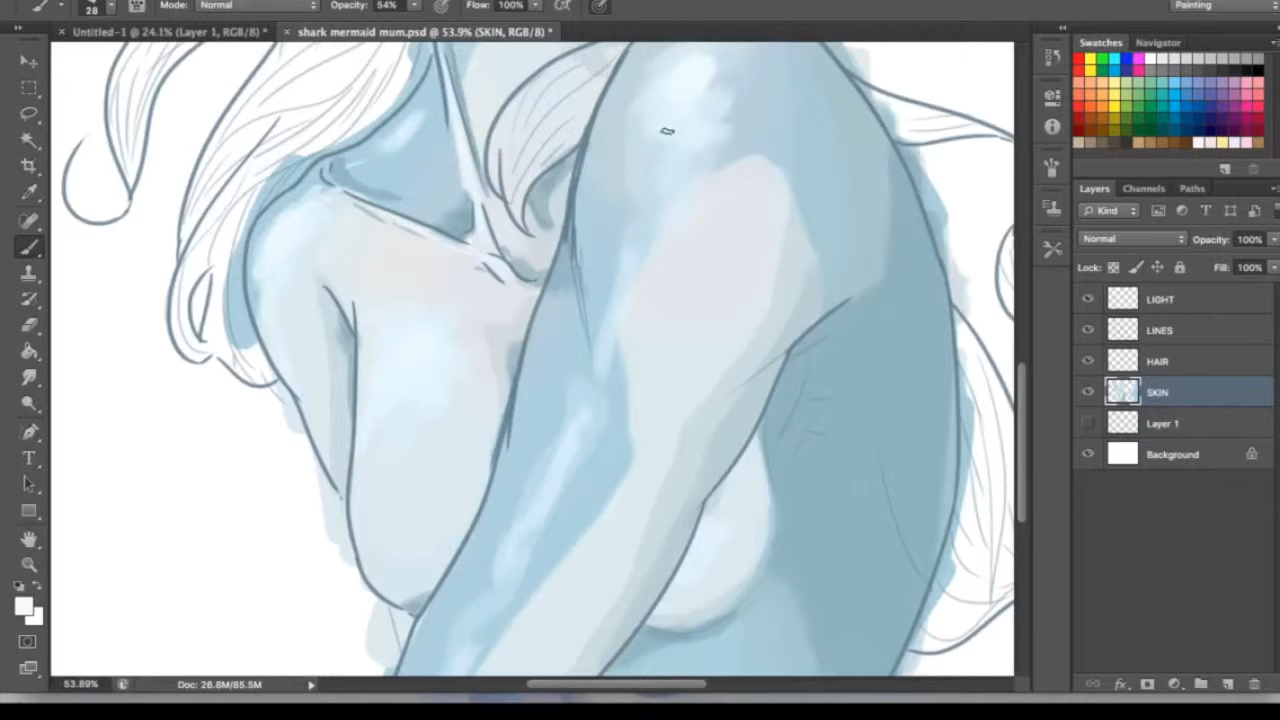 28 Mode: Normal Opacity: 54% Flow: 100% Painting
× Untitled-1 @ 24.1% (Layer 1, RGB/8) * × shark mermaid mum.psd @ 53.9% (SKIN, RGB/8) *
Swatches Navigator
Layers Channels Paths
Kind
Normal Opacity: 100%
Lock: Fill: 100%
LIGHT
LINES
HAIR
SKIN
Layer 1
Background
53.89% Doc: 26.8M/85.5M